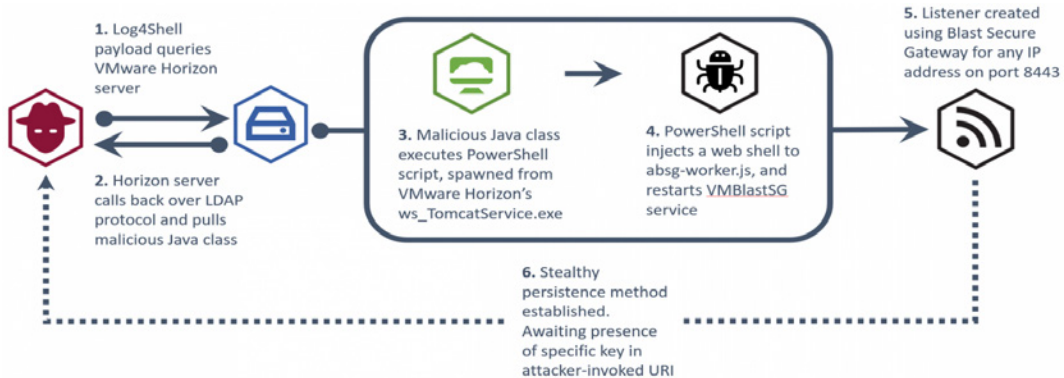 1. Log4Shell
payload queries
VMware Horizon
server
2. Horizon server
calls back over LDAP
protocol and pulls
malicious Java class
3. Malicious Java class
executes PowerShell
script, spawned from
VMware Horizon's
ws_TomcatService.exe
4. PowerShell script
injects a web shell to
absg-worker.js, and
restarts VMBlastSG
service
5. Listener created
using Blast Secure
Gateway for any IP
address on port 8443
6. Stealthy
persistence method
established.
Awaiting presence
of specific key in
attacker-invoked URI